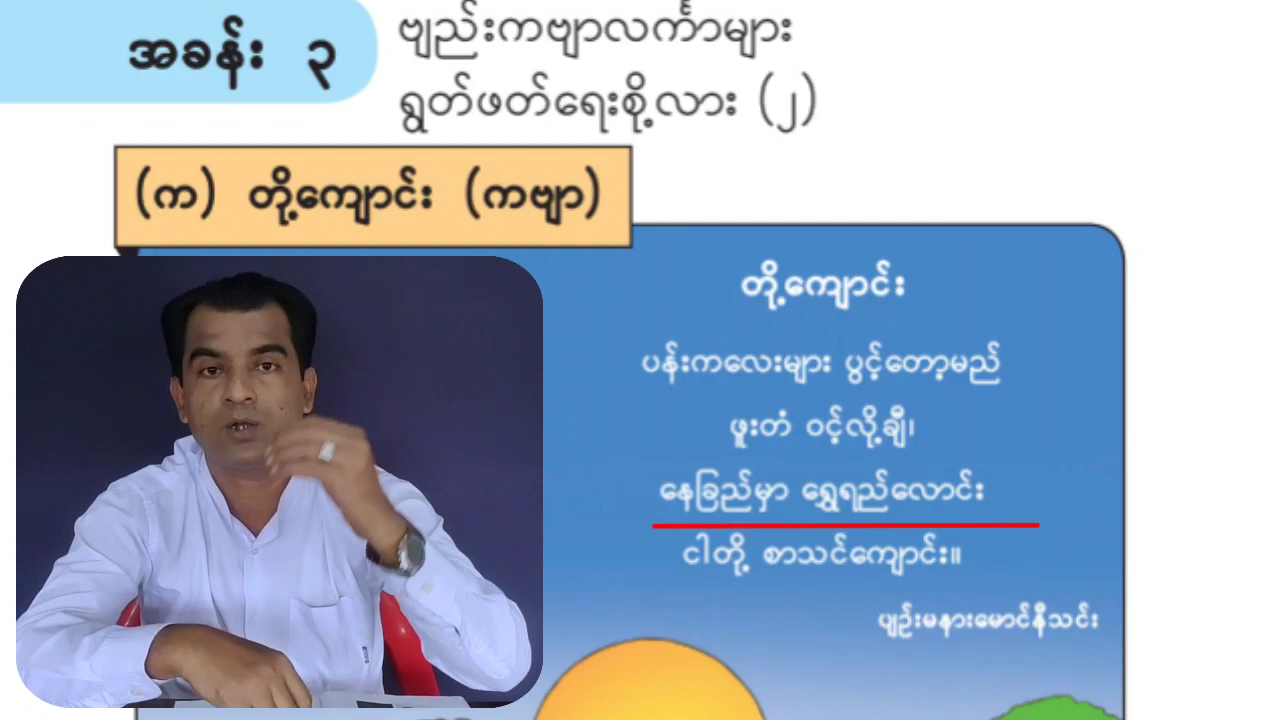 အခန်း ၃
ဗျည်းကဗျာလင်္ကာများ
ရွတ်ဖတ်ရေးစို့လား (၂)
(က) တို့ကျောင်း (ကဗျာ)
တို့ကျောင်း
ပန်းကလေးများ ပွင့်တော့မည်
ဖူးတံ ဝင့်လို့ချီ၊
နေခြည်မှာ ရွှေရည်လောင်း
ငါတို့ စာသင်ကျောင်း။
ပျဉ်းမနားမောင်နီသင်း